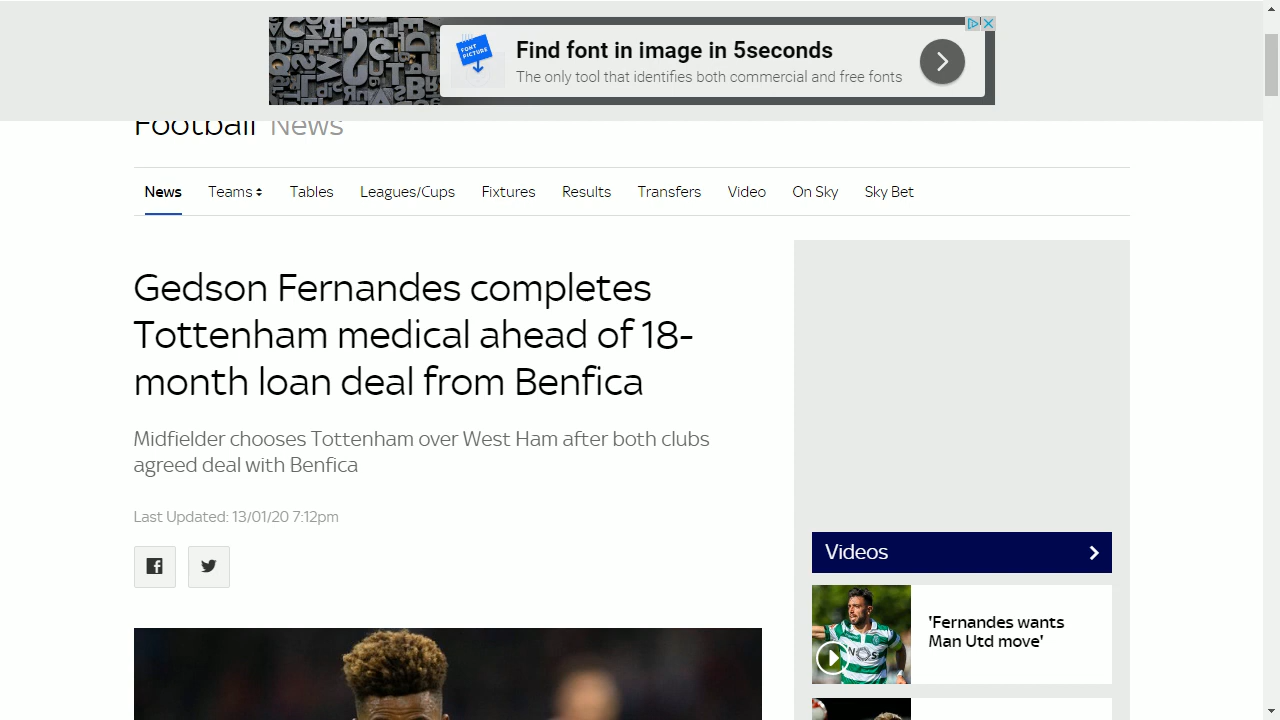 FONT
PICTURE
Find font in image in 5seconds
The only tool that identifies both commercial and free fonts
Football News
News Teams Tables Leagues/Cups Fixtures Results Transfers Video On Sky Sky Bet
Gedson Fernandes completes
Tottenham medical ahead of 18-
month loan deal from Benfica
Midfielder chooses Tottenham over West Ham after both clubs
agreed deal with Benfica
Last Updated: 13/01/20 7:12pm
Videos
'Fernandes wants
Man Utd move'
NOS